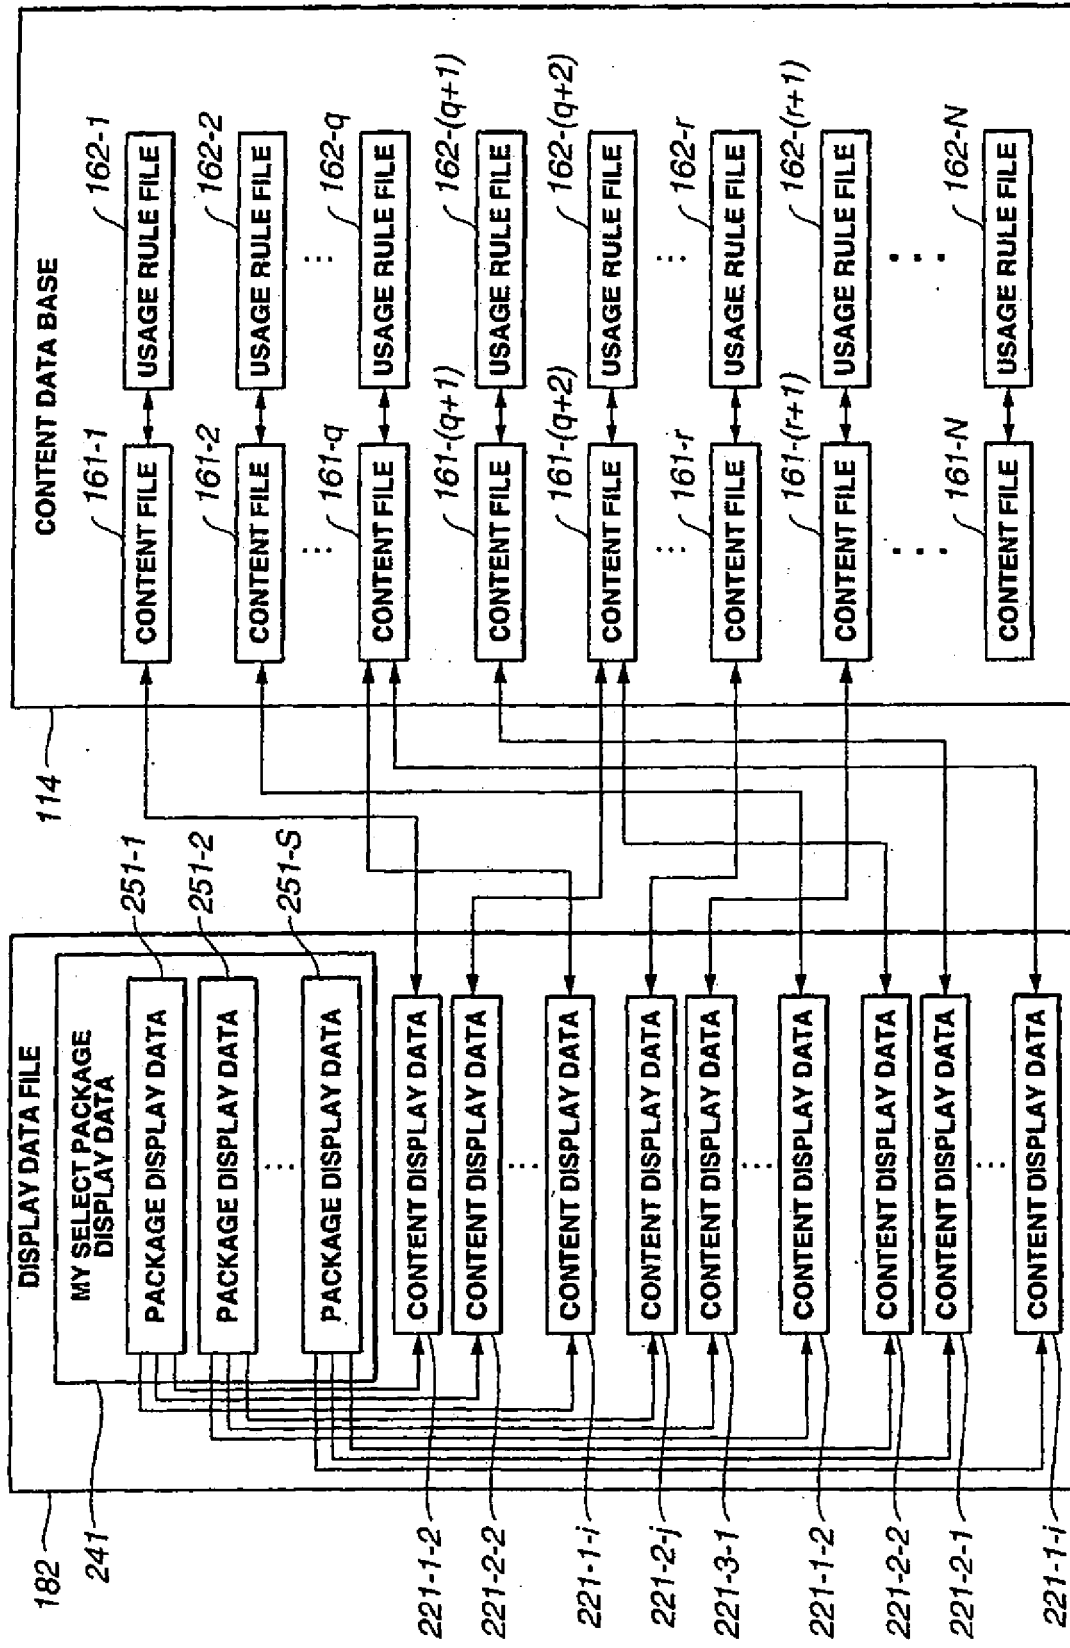 DISPLAY DATA FILE
MY SELECT PACKAGE
DISPLAY DATA
PACKAGE DISPLAY DATA
PACKAGE DISPLAY DATA
PACKAGE DISPLAY DATA
CONTENT DISPLAY DATA
CONTENT DISPLAY DATA
CONTENT DISPLAY DATA
CONTENT DISPLAY DATA
CONTENT DISPLAY DATA
CONTENT DISPLAY DATA
CONTENT DISPLAY DATA
CONTENT DISPLAY DATA
CONTENT DISPLAY DATA
182
241
251-1
251-2
251-S
221-1-2
221-2-2
221-1-i
221-2-j
221-3-1
221-1-2
221-2-2
221-2-1
221-1-i
114
CONTENT DATA BASE
161-1
CONTENT FILE
162-1
USAGE RULE FILE
161-2
CONTENT FILE
162-2
USAGE RULE FILE
161-q
CONTENT FILE
162-q
USAGE RULE FILE
161-(q+1)
CONTENT FILE
162-(q+1)
USAGE RULE FILE
161-(q+2)
CONTENT FILE
162-(q+2)
USAGE RULE FILE
161-r
CONTENT FILE
162-r
USAGE RULE FILE
161-(r+1)
CONTENT FILE
162-(r+1)
USAGE RULE FILE
161-N
CONTENT FILE
162-N
USAGE RULE FILE